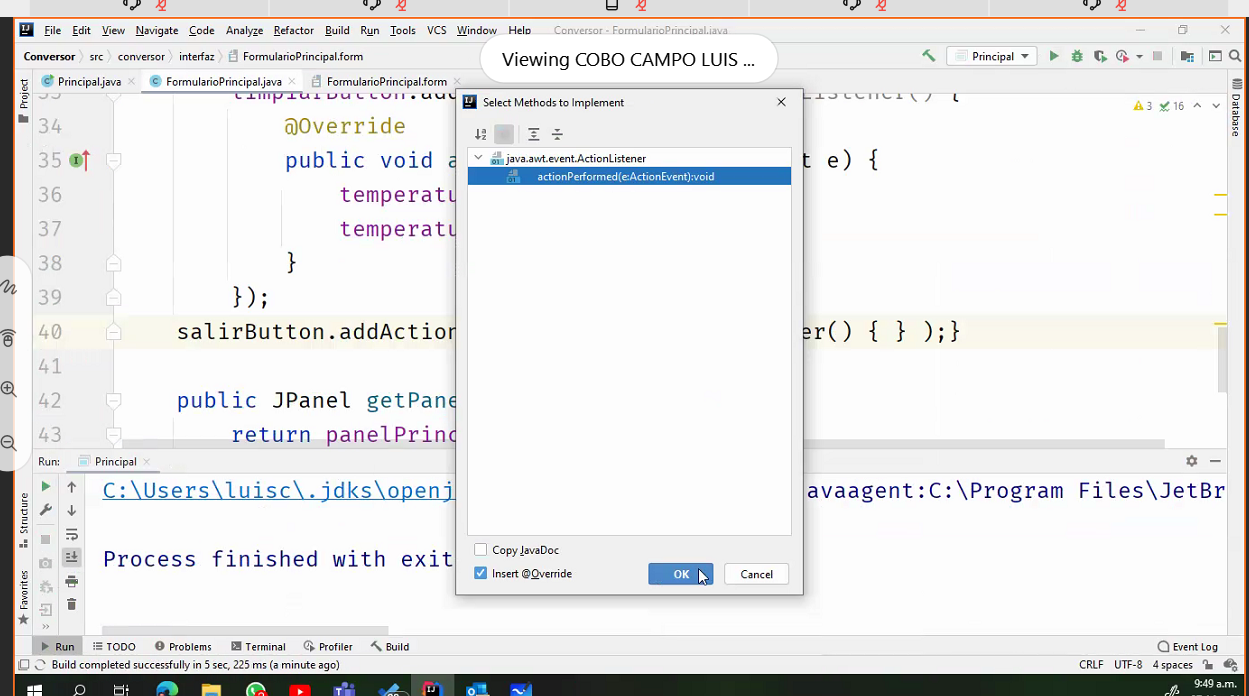 File Edit View Navigate Code Analyze Refactor Build Run Tools VCS Window Help Conversor - FormularioPrincipal.java
Viewing COBO CAMPO LUIS ...
Conversor src conversor interfaz FormularioPrincipal.form Principal
Principal.java FormularioPrincipal.java FormularioPrincipal.form
Project
Database
3 16
Select Methods to Implement
java.awt.event.ActionListener
actionPerformed(e:ActionEvent):void
Copy JavaDoc
Insert @Override
OK Cancel
34 @Override
35 public void a t e) {
36 temperatu
37 temperatu
38 }
39 });
40 salirButton.addAction er() { } );}
41
42 public JPanel getPane
43 return panelPrinc
Run: Principal
C:\Users\luisc\.jdks\openj avaagent:C:\Program Files\JetBr
Process finished with exit
Structure
Favorites
Run TODO Problems Terminal Profiler Build Event Log
Build completed successfully in 5 sec, 225 ms (a minute ago) CRLF UTF-8 4 spaces
9:49 a.m.